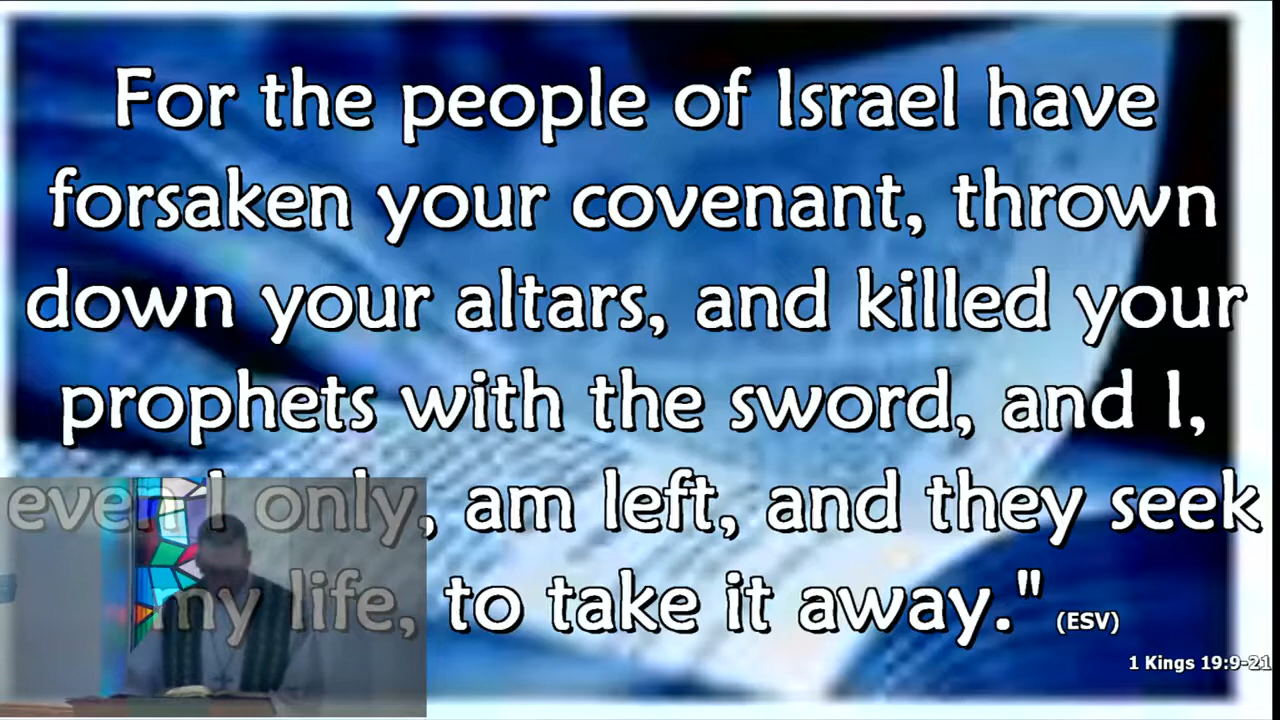 For the people of Israel have
forsaken your covenant, thrown
down your altars, and killed your
prophets with the sword, and I,
even I only, am left, and they seek
my life, to take it away." (ESV)
1 Kings 19:9-21